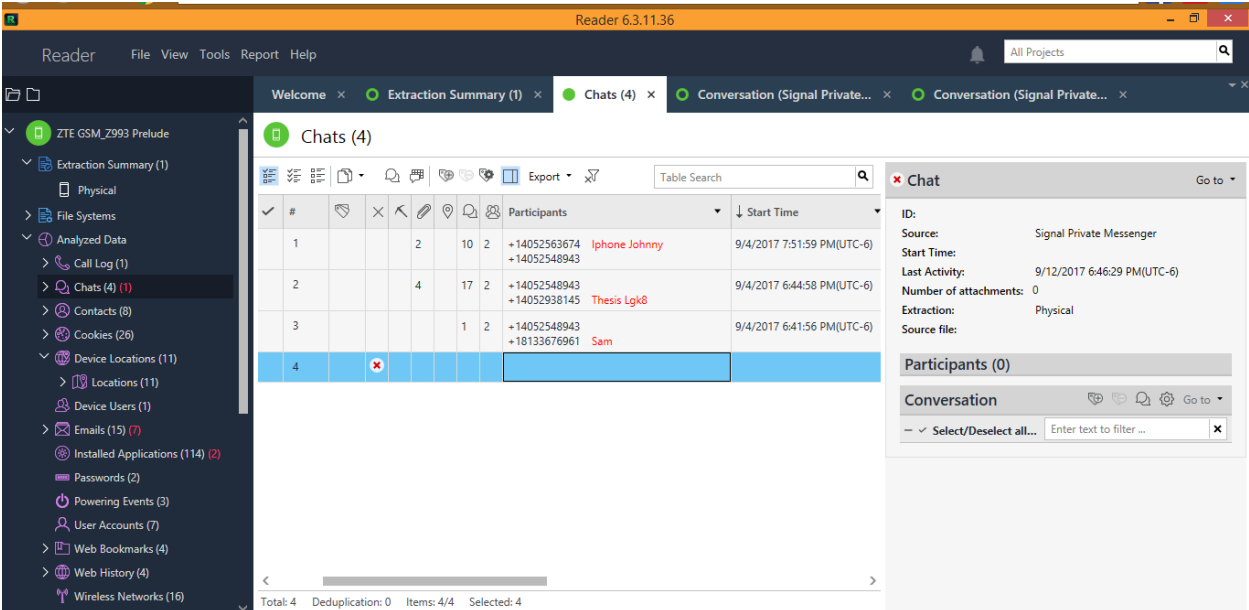 Reader 6.3.11.36
Reader File View Tools Report Help
All Projects
Welcome × Extraction Summary (1) × Chats (4) × Conversation (Signal Private... × Conversation (Signal Private... ×
ZTE GSM_Z993 Prelude
Extraction Summary (1)
Physical
File Systems
Analyzed Data
Call Log (1)
Chats (4) (1)
Contacts (8)
Cookies (26)
Device Locations (11)
Locations (11)
Device Users (1)
Emails (15) (7)
Installed Applications (114) (2)
Passwords (2)
Powering Events (3)
User Accounts (7)
Web Bookmarks (4)
Web History (4)
Wireless Networks (16)
Chats (4)
Export
Table Search
# Participants ↓ Start Time
1 2 10 2 +14052563674 Iphone Johnny 9/4/2017 7:51:59 PM(UTC-6)
+14052548943
2 4 17 2 +14052548943 9/4/2017 6:44:58 PM(UTC-6)
+14052938145 Thesis Lgk8
3 1 2 +14052548943 9/4/2017 6:41:56 PM(UTC-6)
+18133676961 Sam
4
Total: 4 Deduplication: 0 Items: 4/4 Selected: 4
Chat Go to
ID:
Source: Signal Private Messenger
Start Time:
Last Activity: 9/12/2017 6:46:29 PM(UTC-6)
Number of attachments: 0
Extraction: Physical
Source file:
Participants (0)
Conversation Go to
Select/Deselect all... Enter text to filter ...